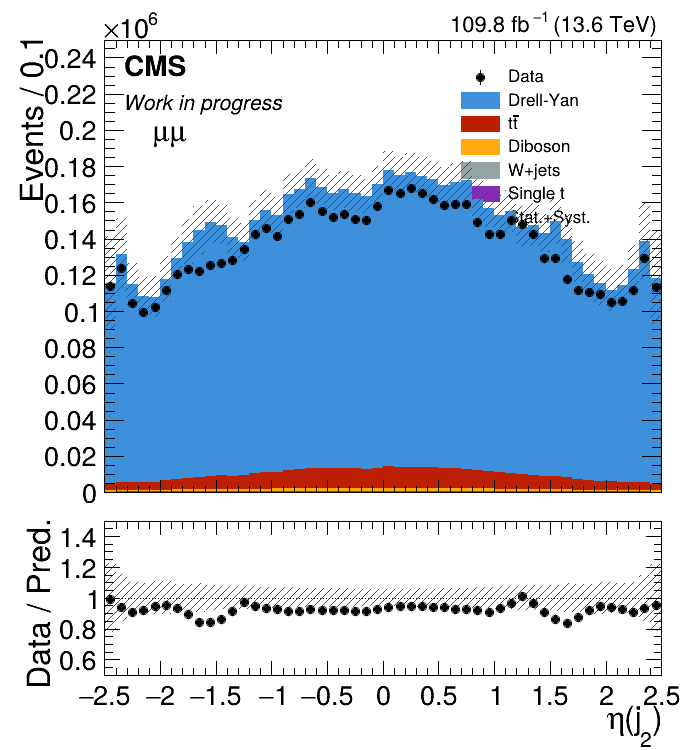 ×10⁶
109.8 fb⁻¹ (13.6 TeV)
Events / 0.1
CMS
Work in progress
μμ
Data
Drell-Yan
tt̄
Diboson
W+jets
Single t
Stat.+Syst.
0.24
0.22
0.2
0.18
0.16
0.14
0.12
0.1
0.08
0.06
0.04
0.02
0
Data / Pred.
1.4
1.2
1
0.8
0.6
−2.5 −2 −1.5 −1 −0.5 0 0.5 1 1.5 2 2.5
η(j₂)